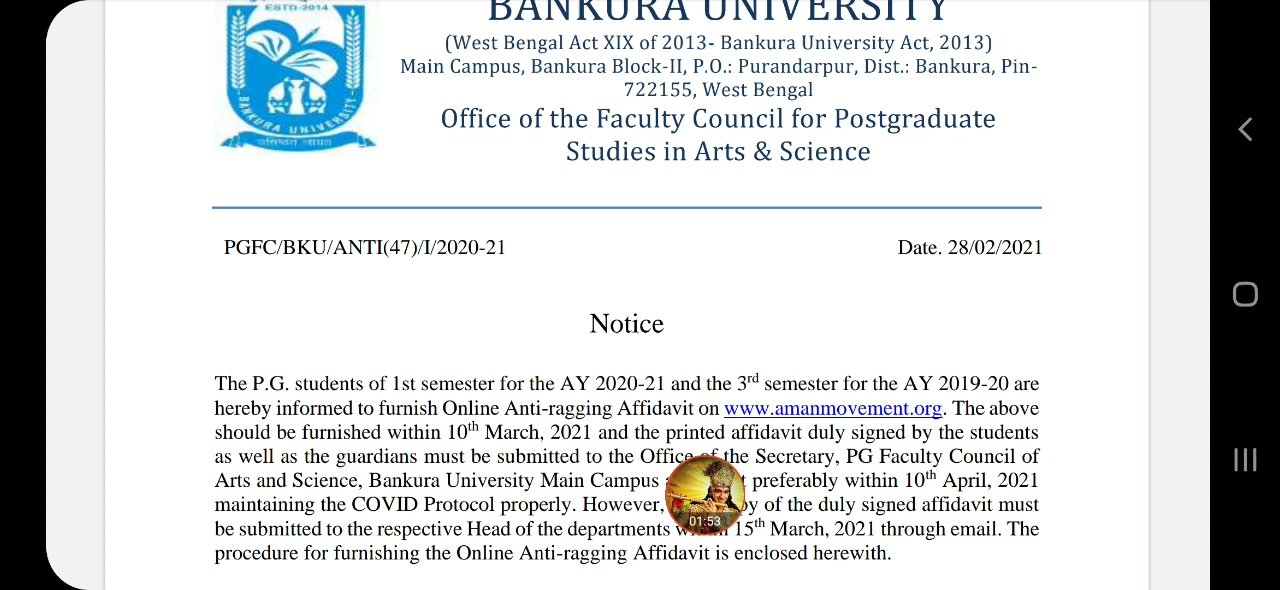 ESTD-2014
BANKURA UNIVERSITY
BANKURA UNIVERSITY
(West Bengal Act XIX of 2013- Bankura University Act, 2013)
Main Campus, Bankura Block-II, P.O.: Purandarpur, Dist.: Bankura, Pin-
722155, West Bengal
Office of the Faculty Council for Postgraduate
Studies in Arts & Science
PGFC/BKU/ANTI(47)/I/2020-21 Date. 28/02/2021
Notice
The P.G. students of 1st semester for the AY 2020-21 and the 3rd semester for the AY 2019-20 are
hereby informed to furnish Online Anti-ragging Affidavit on www.amanmovement.org. The above
should be furnished within 10th March, 2021 and the printed affidavit duly signed by the students
as well as the guardians must be submitted to the Office of the Secretary, PG Faculty Council of
Arts and Science, Bankura University Main Campus preferably within 10th April, 2021
maintaining the COVID Protocol properly. However, of the duly signed affidavit must
be submitted to the respective Head of the departments 15th March, 2021 through email. The
procedure for furnishing the Online Anti-ragging Affidavit is enclosed herewith.
01:53